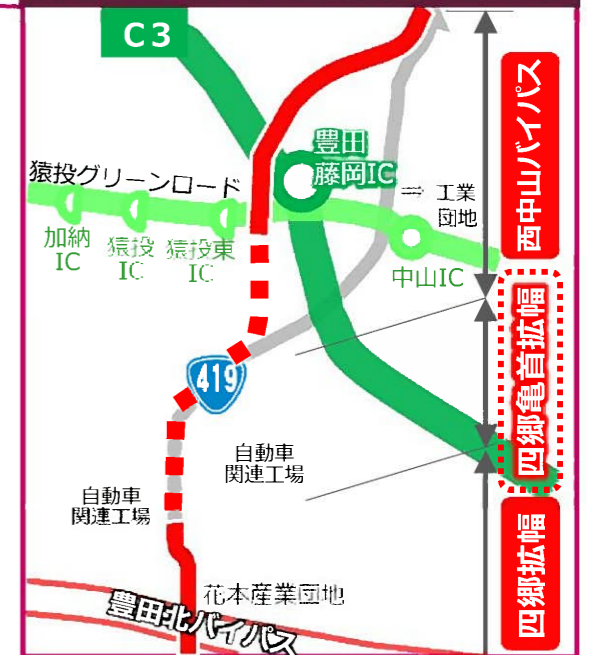 C3
豊田
藤岡IC
猿投グリーンロード
⇒ 工業
団地
加納
IC
猿投
IC
猿投東
IC
中山IC
西中山バイパス
419
四郷亀首拡幅
自動車
関連工場
自動車
関連工場
花本産業団地
四郷拡幅
豊田北バイパス